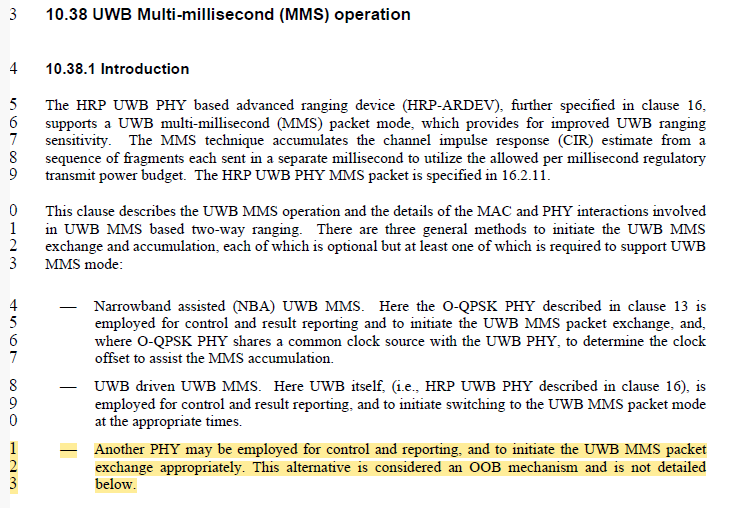 3 10.38 UWB Multi-millisecond (MMS) operation
4 10.38.1 Introduction
5 The HRP UWB PHY based advanced ranging device (HRP-ARDEV), further specified in clause 16,
6 supports a UWB multi-millisecond (MMS) packet mode, which provides for improved UWB ranging
7 sensitivity. The MMS technique accumulates the channel impulse response (CIR) estimate from a
8 sequence of fragments each sent in a separate millisecond to utilize the allowed per millisecond regulatory
9 transmit power budget. The HRP UWB PHY MMS packet is specified in 16.2.11.
0 This clause describes the UWB MMS operation and the details of the MAC and PHY interactions involved
1 in UWB MMS based two-way ranging. There are three general methods to initiate the UWB MMS
2 exchange and accumulation, each of which is optional but at least one of which is required to support UWB
3 MMS mode:
4 — Narrowband assisted (NBA) UWB MMS. Here the O-QPSK PHY described in clause 13 is
5 employed for control and result reporting and to initiate the UWB MMS packet exchange, and,
6 where O-QPSK PHY shares a common clock source with the UWB PHY, to determine the clock
7 offset to assist the MMS accumulation.
8 — UWB driven UWB MMS. Here UWB itself, (i.e., HRP UWB PHY described in clause 16), is
9 employed for control and result reporting, and to initiate switching to the UWB MMS packet mode
0 at the appropriate times.
1 — Another PHY may be employed for control and reporting, and to initiate the UWB MMS packet
2 exchange appropriately. This alternative is considered an OOB mechanism and is not detailed
3 below.